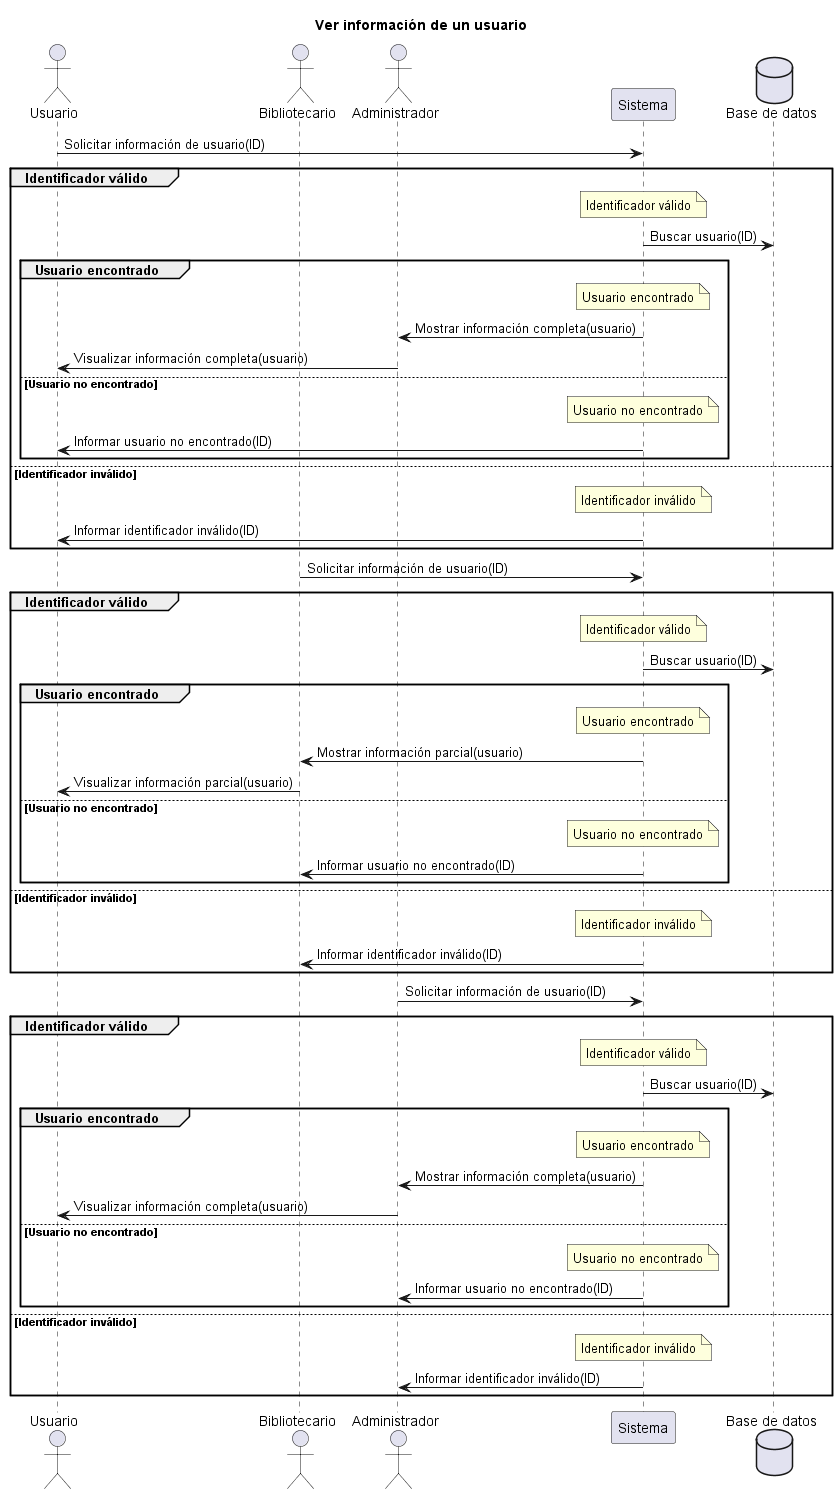 Ver información de un usuario
Usuario
Bibliotecario
Administrador
Sistema
Base de datos
Solicitar información de usuario(ID)
Identificador válido
Identificador válido
Buscar usuario(ID)
Usuario encontrado
Usuario encontrado
Mostrar información completa(usuario)
Visualizar información completa(usuario)
[Usuario no encontrado]
Usuario no encontrado
Informar usuario no encontrado(ID)
[Identificador inválido]
Identificador inválido
Informar identificador inválido(ID)
Solicitar información de usuario(ID)
Identificador válido
Identificador válido
Buscar usuario(ID)
Usuario encontrado
Usuario encontrado
Mostrar información parcial(usuario)
Visualizar información parcial(usuario)
[Usuario no encontrado]
Usuario no encontrado
Informar usuario no encontrado(ID)
[Identificador inválido]
Identificador inválido
Informar identificador inválido(ID)
Solicitar información de usuario(ID)
Identificador válido
Identificador válido
Buscar usuario(ID)
Usuario encontrado
Usuario encontrado
Mostrar información completa(usuario)
Visualizar información completa(usuario)
[Usuario no encontrado]
Usuario no encontrado
Informar usuario no encontrado(ID)
[Identificador inválido]
Identificador inválido
Informar identificador inválido(ID)
Usuario
Bibliotecario
Administrador
Sistema
Base de datos